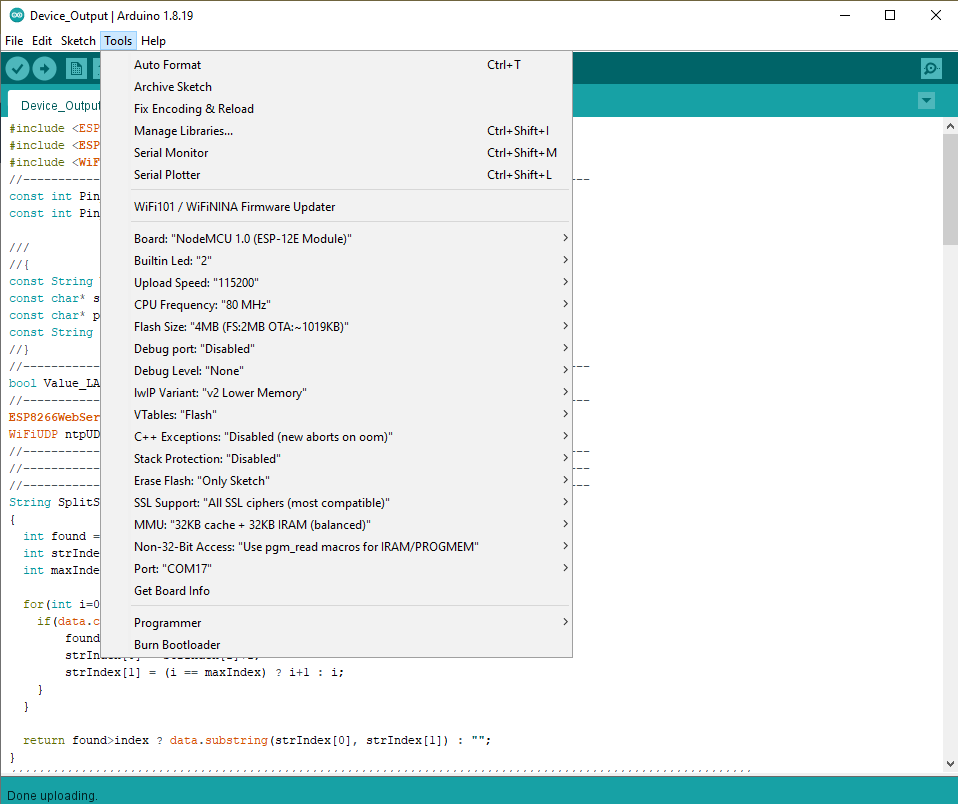 Device_Output | Arduino 1.8.19
File Edit Sketch Tools Help
Auto Format Ctrl+T
Archive Sketch
Fix Encoding & Reload
Manage Libraries... Ctrl+Shift+I
Serial Monitor Ctrl+Shift+M
Serial Plotter Ctrl+Shift+L
WiFi101 / WiFiNINA Firmware Updater
Board: "NodeMCU 1.0 (ESP-12E Module)"
Builtin Led: "2"
Upload Speed: "115200"
CPU Frequency: "80 MHz"
Flash Size: "4MB (FS:2MB OTA:~1019KB)"
Debug port: "Disabled"
Debug Level: "None"
lwIP Variant: "v2 Lower Memory"
VTables: "Flash"
C++ Exceptions: "Disabled (new aborts on oom)"
Stack Protection: "Disabled"
Erase Flash: "Only Sketch"
SSL Support: "All SSL ciphers (most compatible)"
MMU: "32KB cache + 32KB IRAM (balanced)"
Non-32-Bit Access: "Use pgm_read macros for IRAM/PROGMEM"
Port: "COM17"
Get Board Info
Programmer
Burn Bootloader
Device_Output
#include <ESP
#include <ESP
#include <WiF
//-----------
const int Pin
const int Pin
///
//{
const String
const char* s
const char* p
const String
//}
//-----------
bool Value_LA
//-----------
ESP8266WebSer
WiFiUDP ntpUD
//-----------
//-----------
//-----------
String SplitS
{
int found =
int strInde
int maxInde
for(int i=0
if(data.c
found
strIn
strIndex[1] = (i == maxIndex) ? i+1 : i;
}
}
return found>index ? data.substring(strIndex[0], strIndex[1]) : "";
}
Done uploading.